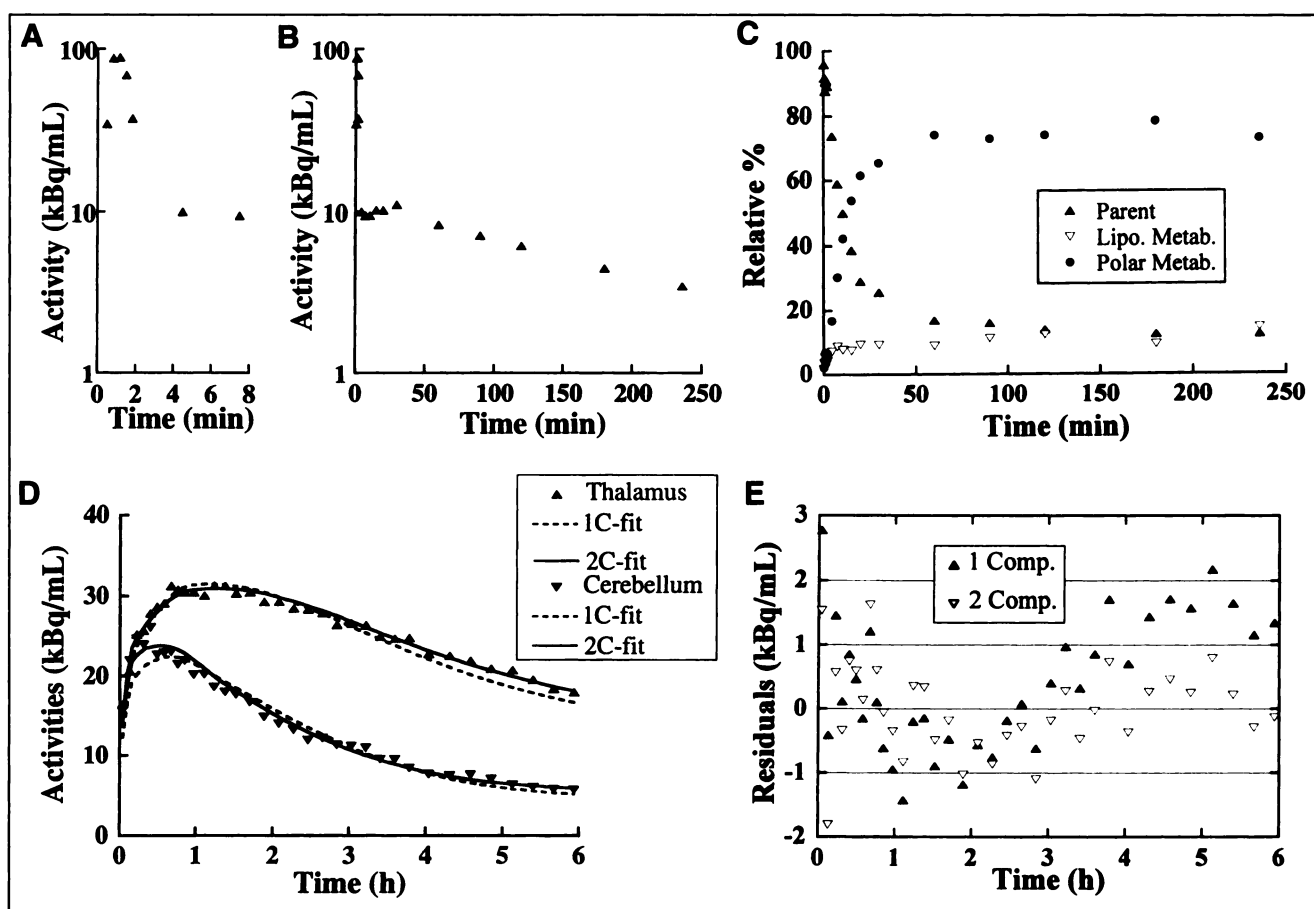 A
Activity (kBq/mL)
100
10
1
0 2 4 6 8
Time (min)
B
Activity (kBq/mL)
100
10
1
0 50 100 150 200 250
Time (min)
C
Relative %
100
80
60
40
20
0
Parent
Lipo. Metab.
Polar Metab.
0 50 100 150 200 250
Time (min)
D
Activities (kBq/mL)
40
30
20
10
0
Thalamus
1C-fit
2C-fit
Cerebellum
1C-fit
2C-fit
0 1 2 3 4 5 6
Time (h)
E
Residuals (kBq/mL)
3
2
1
0
-1
-2
1 Comp.
2 Comp.
0 1 2 3 4 5 6
Time (h)